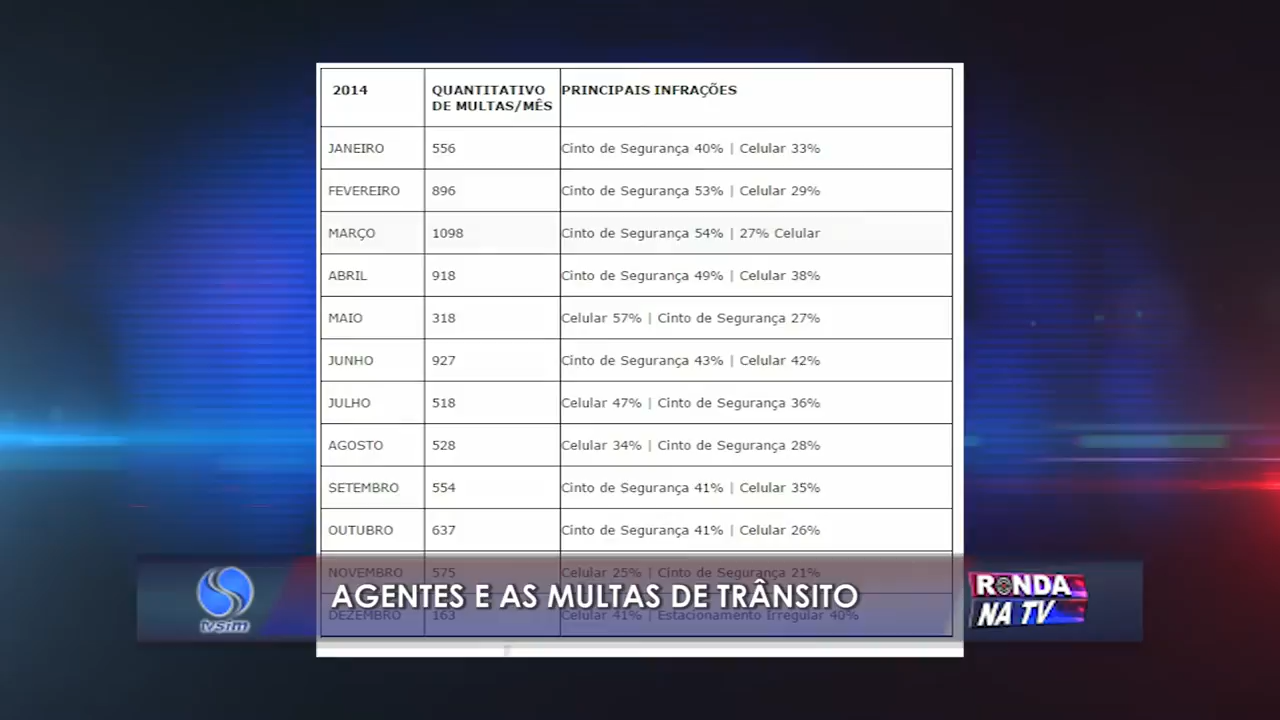 2014 QUANTITATIVO DE MULTAS/MÊS PRINCIPAIS INFRAÇÕES
JANEIRO 556 Cinto de Segurança 40% | Celular 33%
FEVEREIRO 896 Cinto de Segurança 53% | Celular 29%
MARÇO 1098 Cinto de Segurança 54% | 27% Celular
ABRIL 918 Cinto de Segurança 49% | Celular 38%
MAIO 318 Celular 57% | Cinto de Segurança 27%
JUNHO 927 Cinto de Segurança 43% | Celular 42%
JULHO 518 Celular 47% | Cinto de Segurança 36%
AGOSTO 528 Celular 34% | Cinto de Segurança 28%
SETEMBRO 554 Cinto de Segurança 41% | Celular 35%
OUTUBRO 637 Cinto de Segurança 41% | Celular 26%
NOVEMBRO 575 Celular 25% | Cinto de Segurança 21%
DEZEMBRO 163 Celular 41% | Estacionamento Irregular 40%
tvsim
AGENTES E AS MULTAS DE TRÂNSITO
RONDA
NA TV